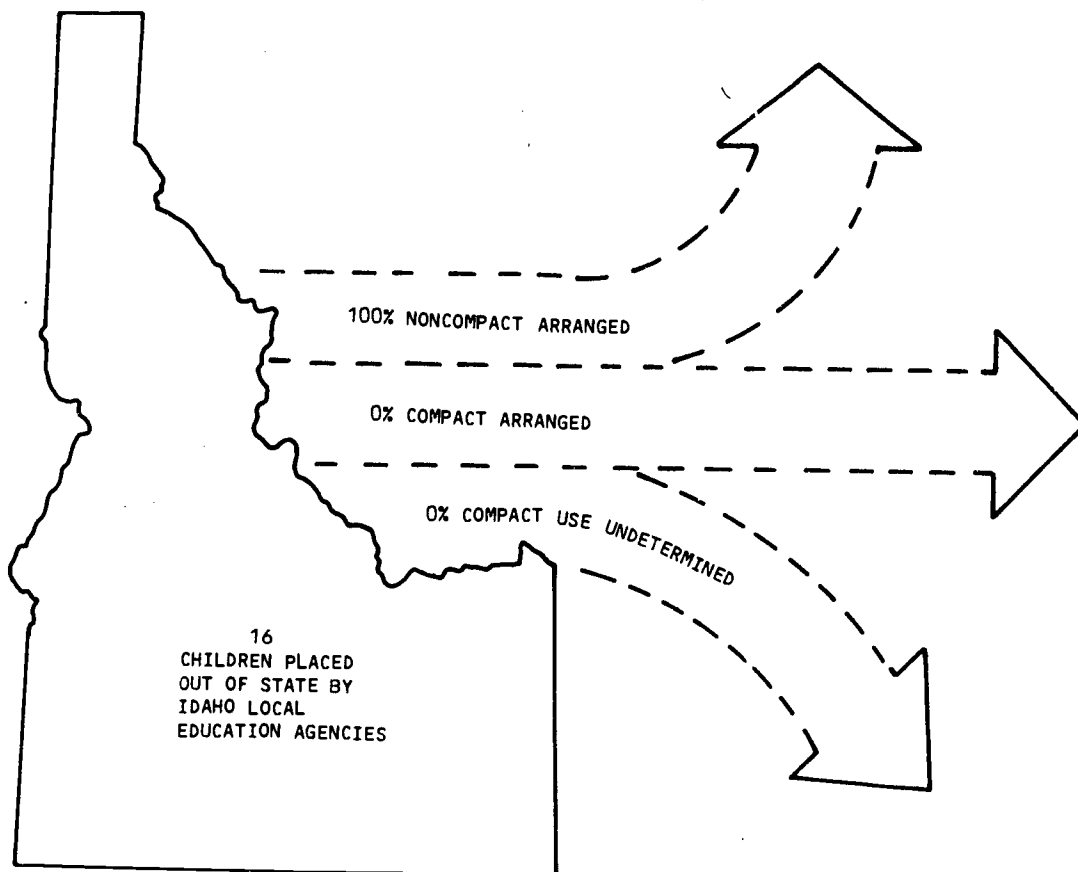 100% NONCOMPACT ARRANGED
0% COMPACT ARRANGED
0% COMPACT USE UNDETERMINED
16
CHILDREN PLACED
OUT OF STATE BY
IDAHO LOCAL
EDUCATION AGENCIES